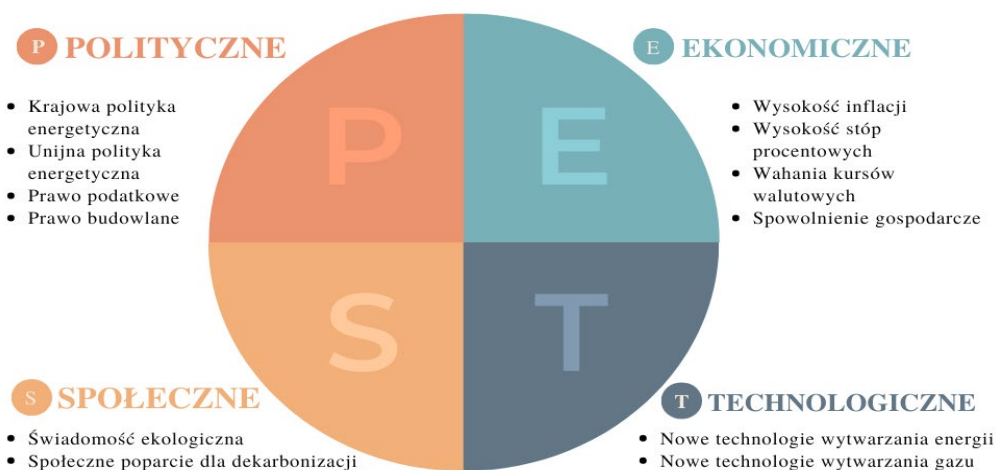 P POLITYCZNE
• Krajowa polityka
energetyczna
• Unijna polityka
energetyczna
• Prawo podatkowe
• Prawo budowlane
E EKONOMICZNE
• Wysokość inflacji
• Wysokość stóp
procentowych
• Wahania kursów
walutowych
• Spowolnienie gospodarcze
P
E
S
T
S SPOŁECZNE
• Świadomość ekologiczna
• Społeczne poparcie dla dekarbonizacji
T TECHNOLOGICZNE
• Nowe technologie wytwarzania energii
• Nowe technologie wytwarzania gazu